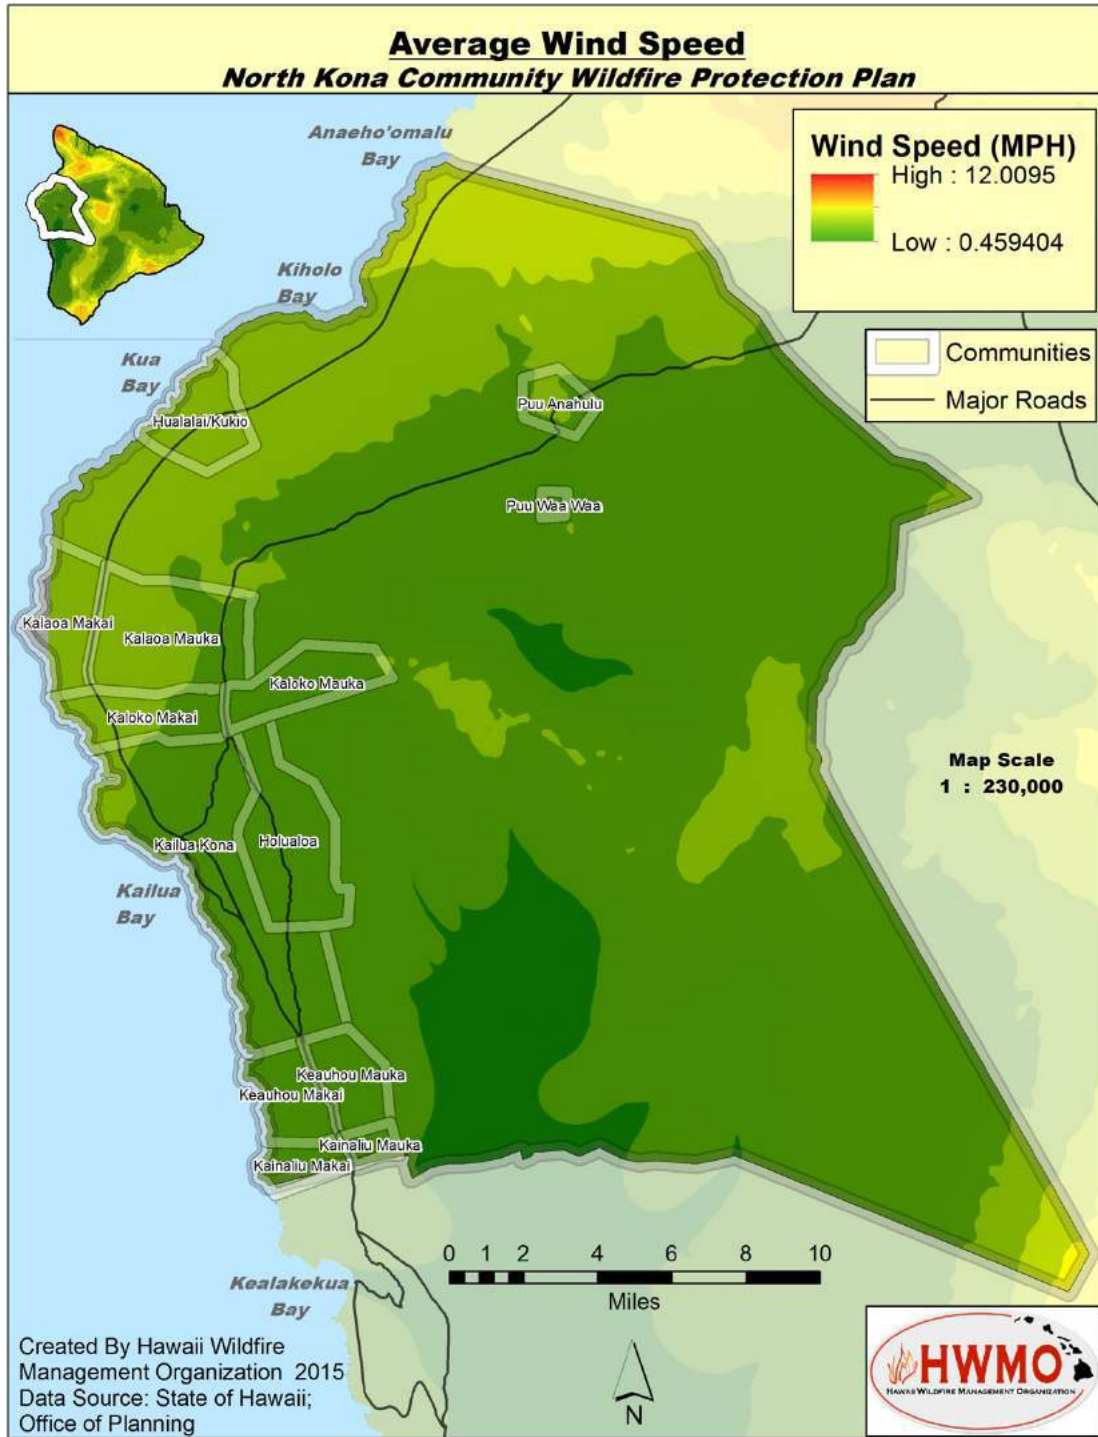 Average Wind Speed
North Kona Community Wildfire Protection Plan
Anaeho'omalu
Bay
Wind Speed (MPH)
High : 12.0095
Low : 0.459404
Kiholo
Bay
Communities
Major Roads
Kua
Bay
Hualalai/Kukio
Puu Anahulu
Puu Waa Waa
Kalaoa Makai
Kalaoa Mauka
Kaloko Mauka
Kaloko Makai
Map Scale
1 : 230,000
Kailua Kona
Holualoa
Kailua
Bay
Keauhou Mauka
Keauhou Makai
Kainaliu Mauka
Kainaliu Makai
0 1 2 4 6 8 10
Miles
Kealakekua
Bay
N
Created By Hawaii Wildfire
Management Organization 2015
Data Source: State of Hawaii;
Office of Planning
HWMO
HAWAII WILDFIRE MANAGEMENT ORGANIZATION